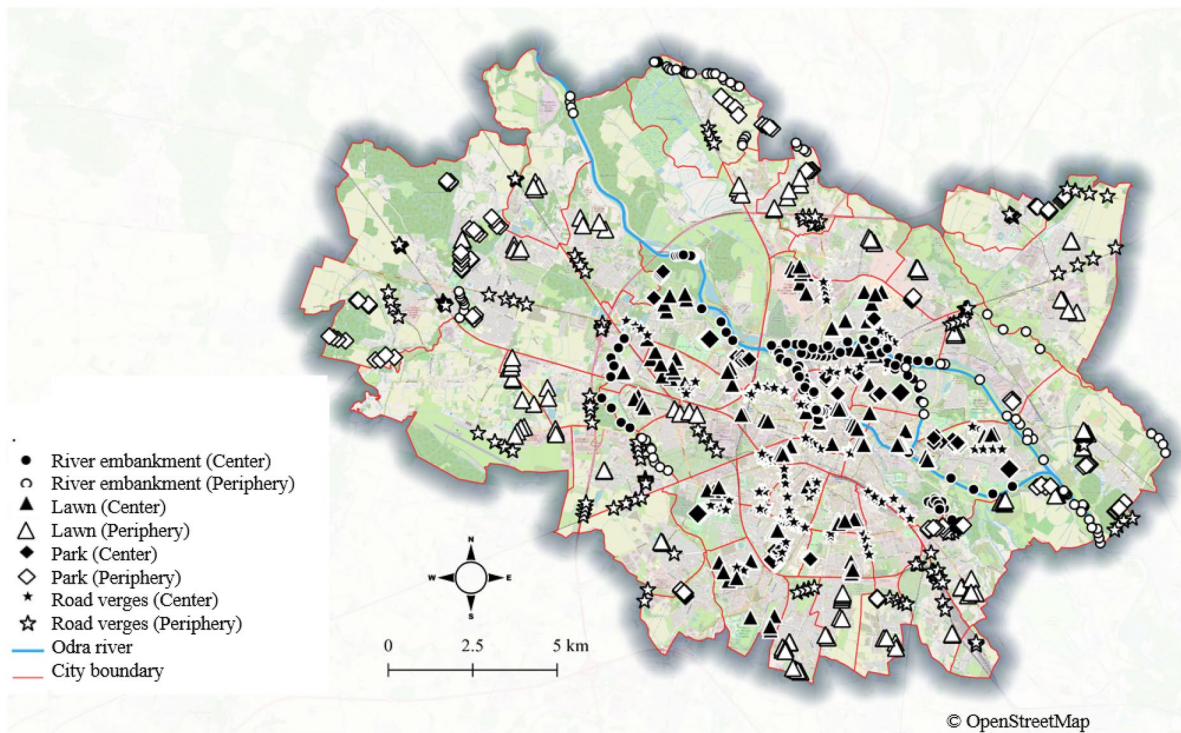 River embankment (Center)
River embankment (Periphery)
Lawn (Center)
Lawn (Periphery)
Park (Center)
Park (Periphery)
Road verges (Center)
Road verges (Periphery)
Odra river
City boundary
N
W E
S
0 2.5 5 km
© OpenStreetMap